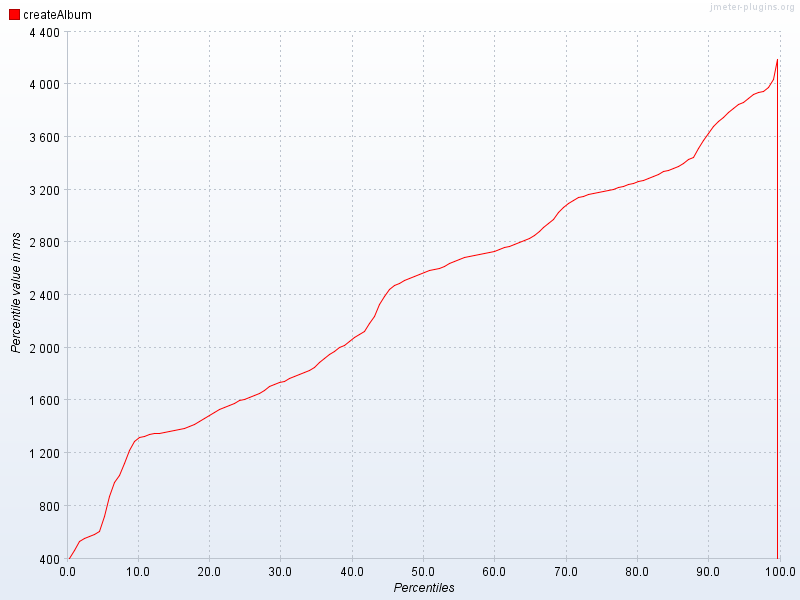 jmeter-plugins.org
createAlbum
4 400
4 000
3 600
3 200
2 800
2 400
2 000
1 600
1 200
800
400
Percentile value in ms
0.0 10.0 20.0 30.0 40.0 50.0 60.0 70.0 80.0 90.0 100.0
Percentiles